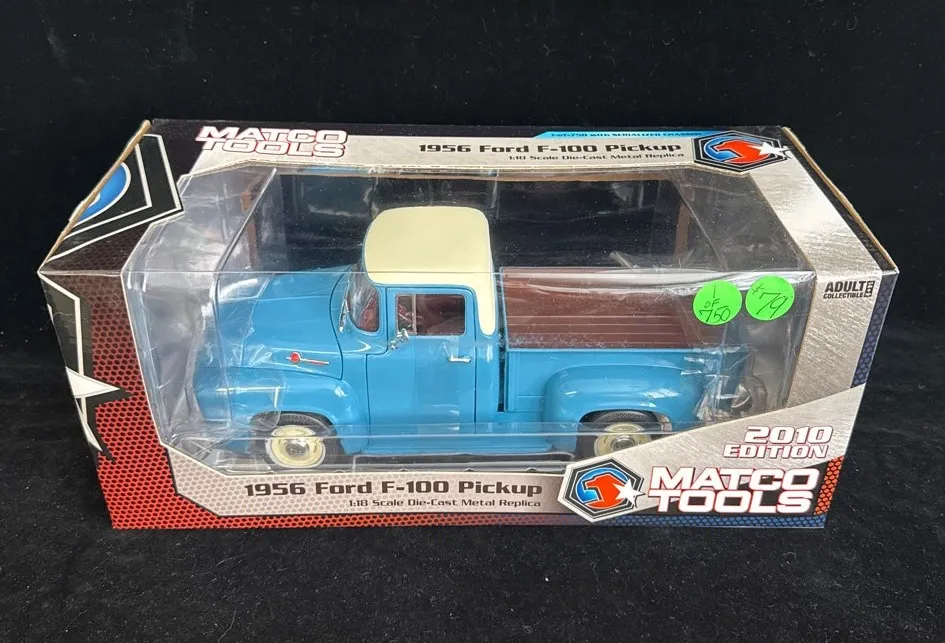 MATCO
TOOLS
1-of-750 with SERIALIZED CHASSIS
1956 Ford F-100 Pickup
1:18 Scale Die-Cast Metal Replica
ADULT
COLLECTIBLE
1
OF
750
79
2010
EDITION
1956 Ford F-100 Pickup
1:18 Scale Die-Cast Metal Replica
MATCO
TOOLS